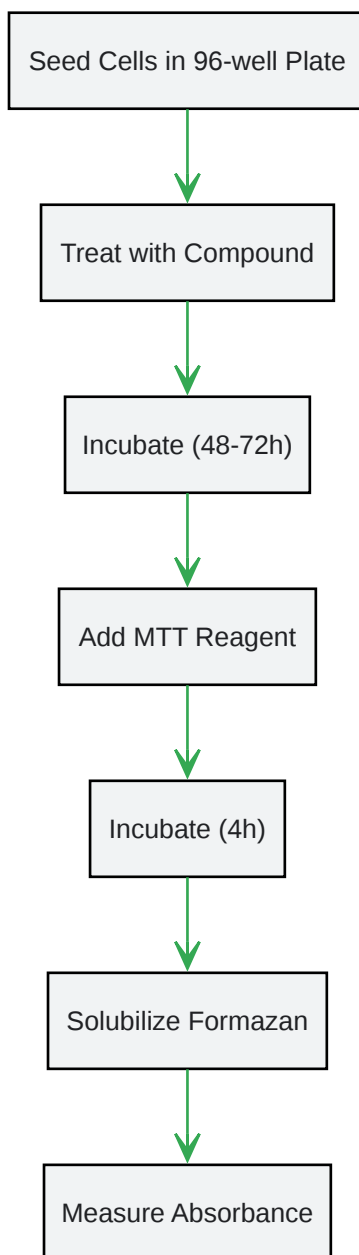 Seed Cells in 96-well Plate
Treat with Compound
Incubate (48-72h)
Add MTT Reagent
Incubate (4h)
Solubilize Formazan
Measure Absorbance